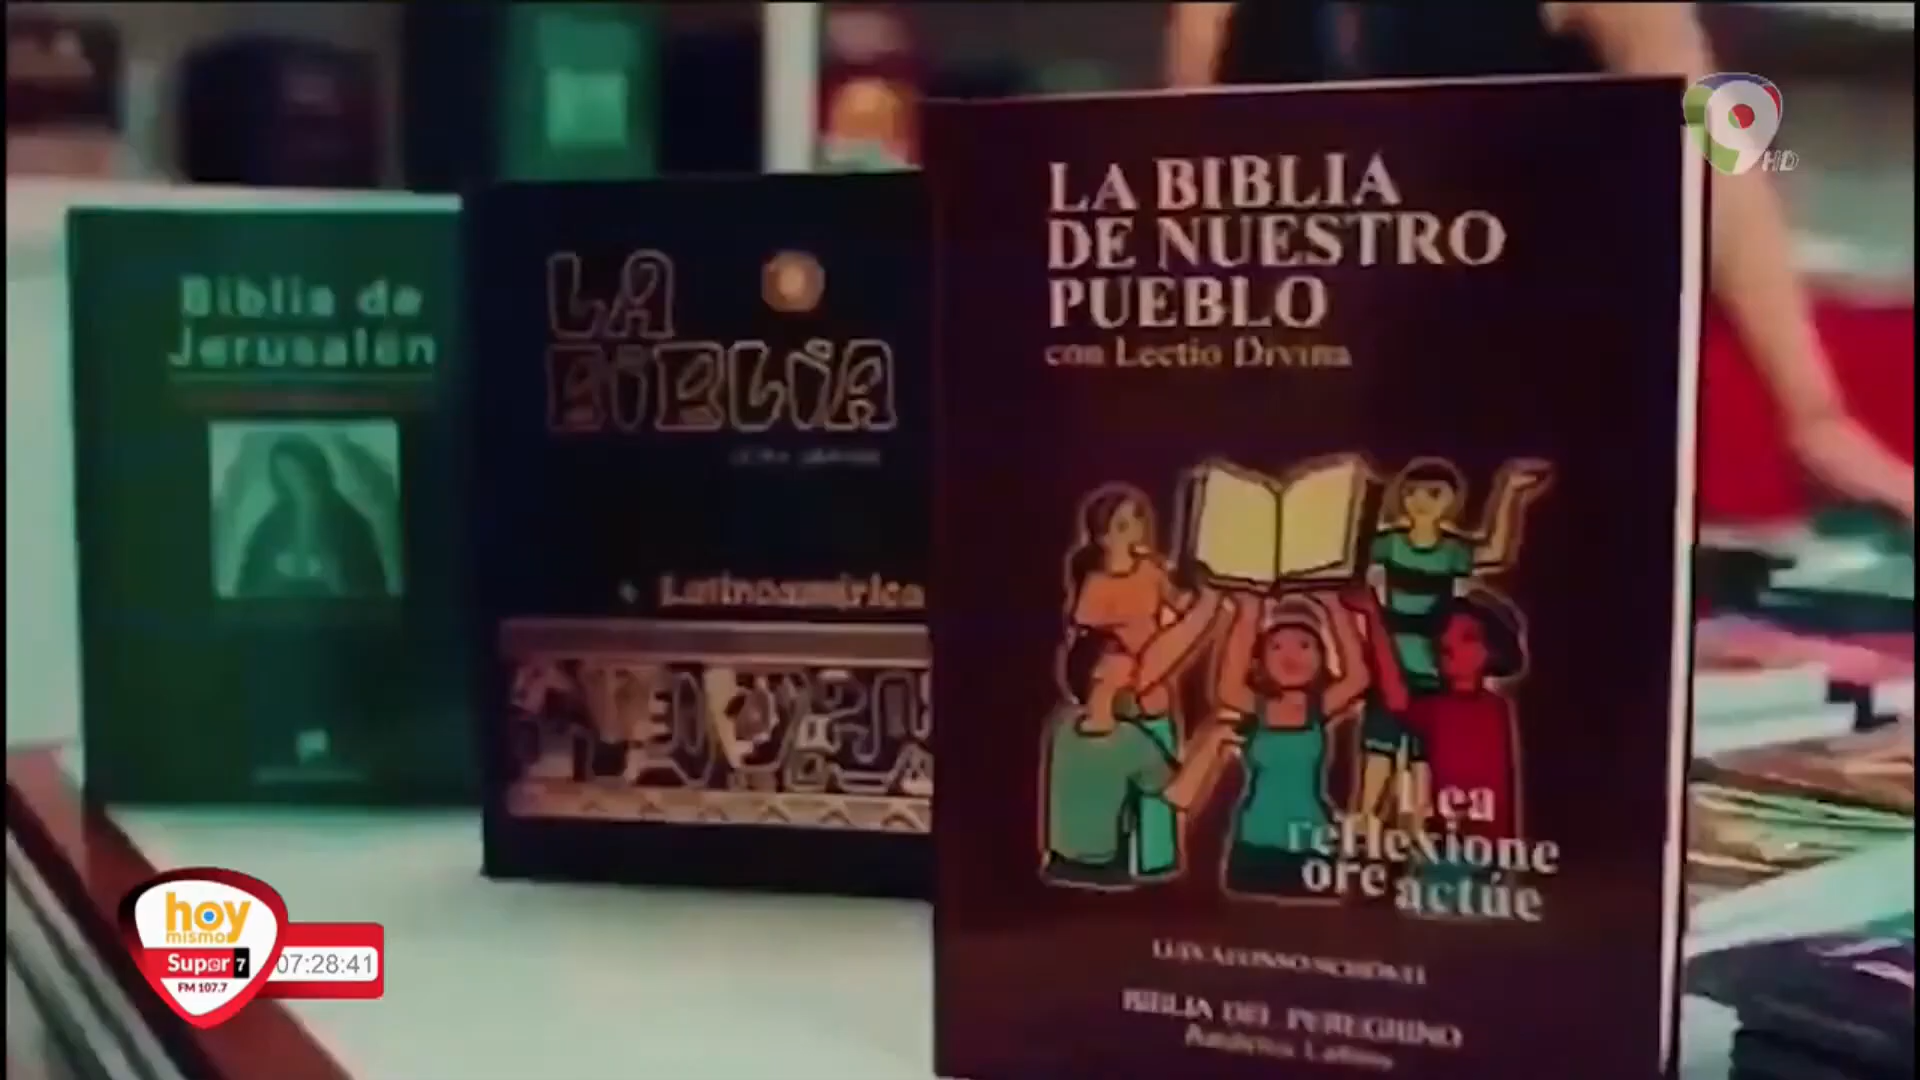 9
HD
Biblia de
Jerusalén
LA
BIBLIA
Latinoamérica
LA BIBLIA
DE NUESTRO
PUEBLO
con Lectio Divina
Lea
reflexione
ore actúe
BIBLIA DEL PEREGRINO
América Latina
hoy
mismo
Super 7
FM 107.7
07:28:41